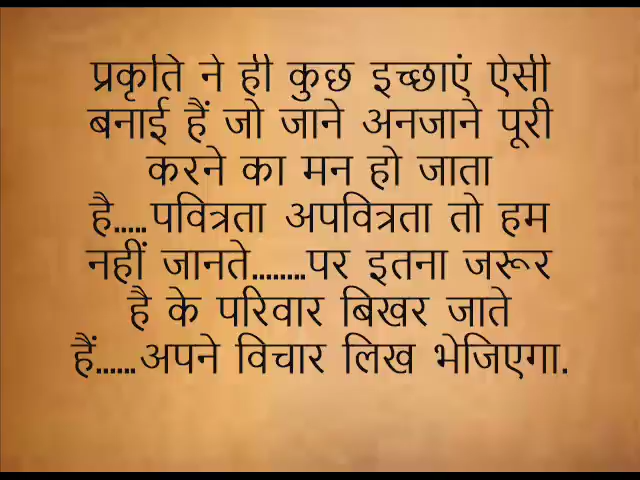 प्रकृति ने ही कुछ इच्छाएं ऐसी
बनाई हैं जो जाने अनजाने पूरी
करने का मन हो जाता
है.....पवित्रता अपवित्रता तो हम
नहीं जानते........पर इतना जरूर
है के परिवार बिखर जाते
हैं......अपने विचार लिख भेजिएगा.